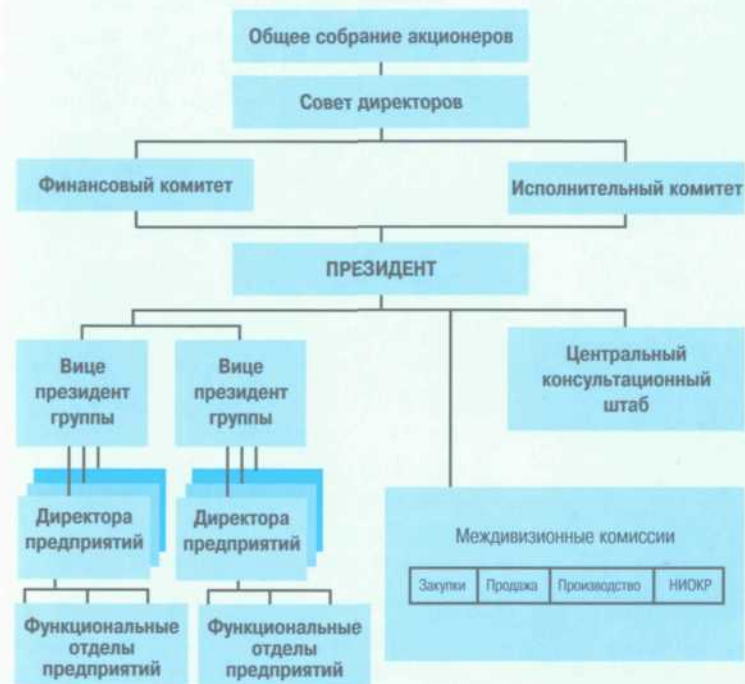 Общее собрание акционеров
Совет директоров
Финансовый комитет
Исполнительный комитет
ПРЕЗИДЕНТ
Вице
президент
группы
Вице
президент
группы
Центральный
консультационный
штаб
Директора
предприятий
Директора
предприятий
Междивизионные комиссии
Закупки Продажа Производство НИОКР
Функциональные
отделы
предприятий
Функциональные
отделы
предприятий